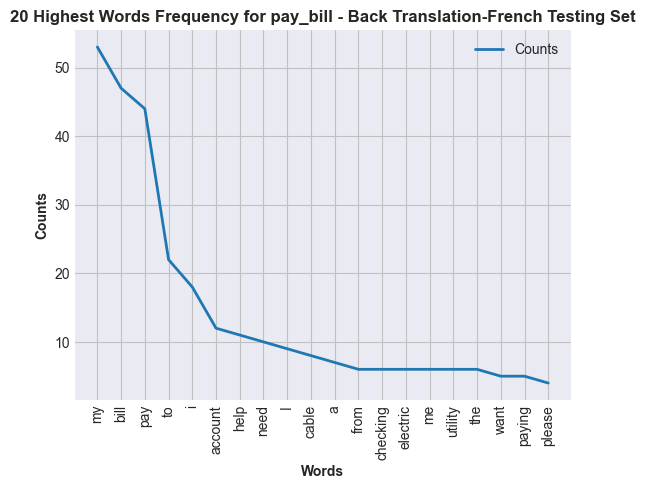 20 Highest Words Frequency for pay_bill - Back Translation-French Testing Set
Counts
50
40
30
20
10
Counts
my
bill
pay
to
i
account
help
need
I
cable
a
from
checking
electric
me
utility
the
want
paying
please
Words